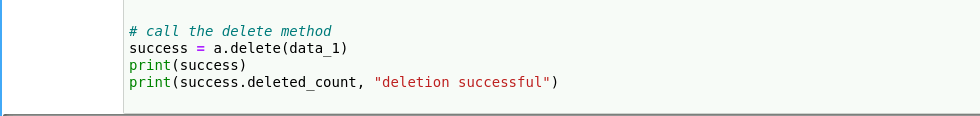 # call the delete method
success = a.delete(data_1)
print(success)
print(success.deleted_count, "deletion successful")